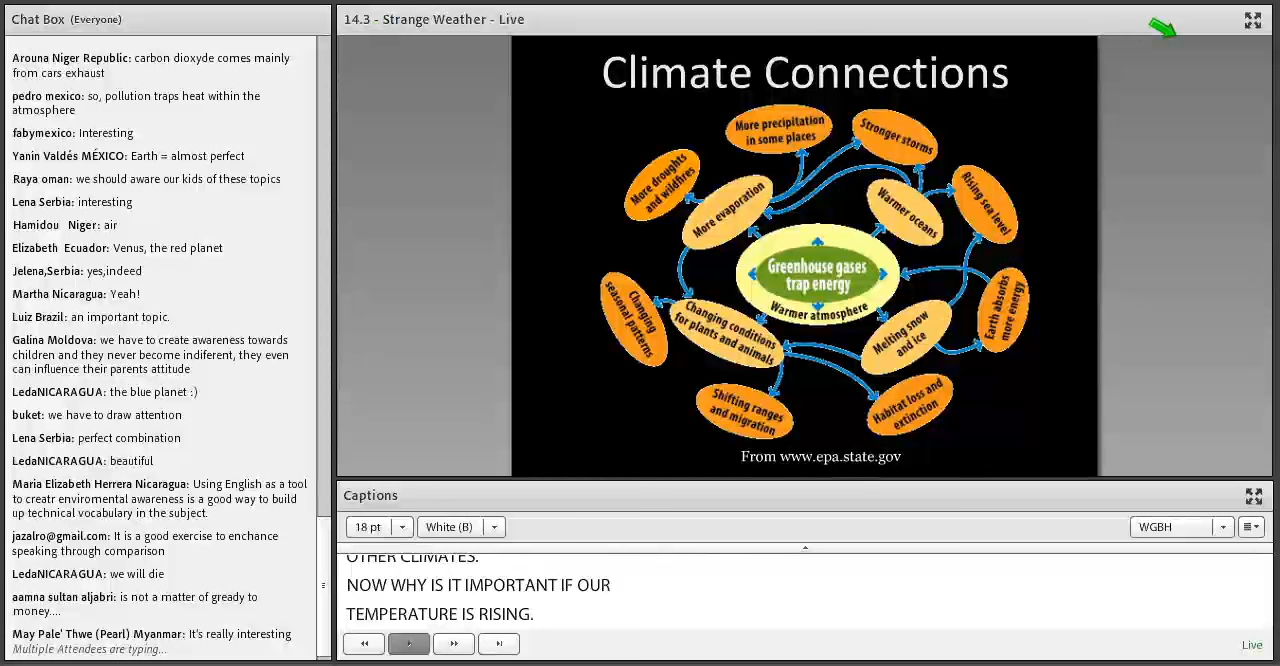 Chat Box (Everyone)
Arouna Niger Republic: carbon dioxyde comes mainly
from cars exhaust
pedro mexico: so, pollution traps heat within the
atmosphere
fabymexico: Interesting
Yanin Valdés MÉXICO: Earth = almost perfect
Raya oman: we should aware our kids of these topics
Lena Serbia: interesting
Hamidou Niger: air
Elizabeth Ecuador: Venus, the red planet
Jelena,Serbia: yes,indeed
Martha Nicaragua: Yeah!
Luiz Brazil: an important topic.
Galina Moldova: we have to create awareness towards
children and they never become indiferent, they even
can influence their parents attitude
LedaNICARAGUA: the blue planet :)
buket: we have to draw attention
Lena Serbia: perfect combination
LedaNICARAGUA: beautiful
Maria Elizabeth Herrera Nicaragua: Using English as a tool
to creatr enviromental awareness is a good way to build
up technical vocabulary in the subject.
jazalro@gmail.com: It is a good exercise to enchance
speaking through comparison
LedaNICARAGUA: we will die
aamna sultan aljabri: is not a matter of gready to
money....
May Pale' Thwe (Pearl) Myanmar: It's really interesting
Multiple Attendees are typing...
14.3 - Strange Weather - Live
Climate Connections
More precipitation
in some places
Stronger storms
More droughts
and wildfires
More evaporation
Warmer oceans
Rising sea level
Greenhouse gases
trap energy
Warmer atmosphere
Changing
seasonal patterns
Changing conditions
for plants and animals
Melting snow
and ice
Earth absorbs
more energy
Shifting ranges
and migration
Habitat loss and
extinction
From www.epa.state.gov
Captions
18 pt
White (B)
WGBH
OTHER CLIMATES.
NOW WHY IS IT IMPORTANT IF OUR
TEMPERATURE IS RISING.
Live